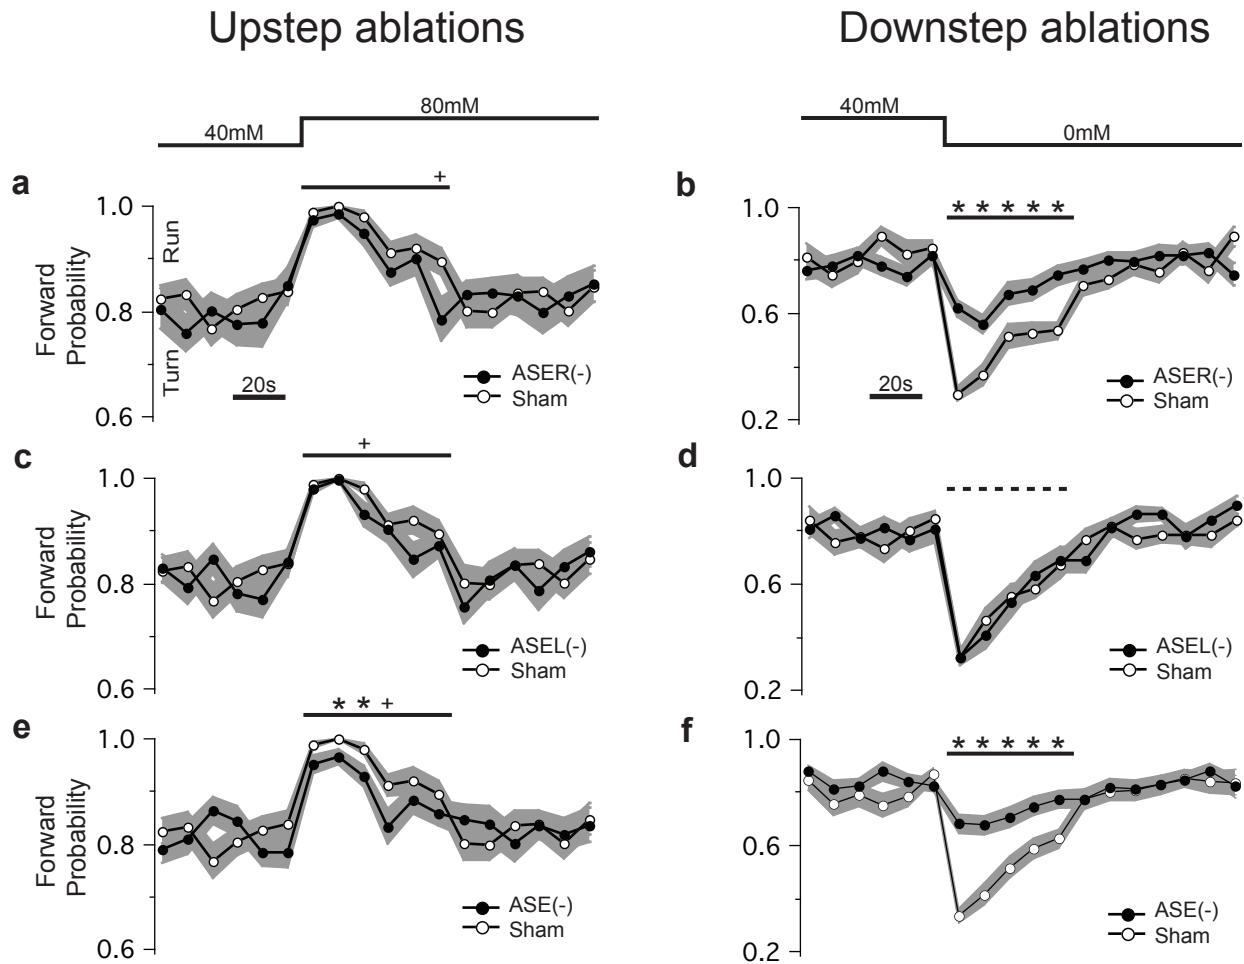 Upstep ablations
Downstep ablations
40mM
80mM
40mM
0mM
a
+
1.0
0.8
0.6
Forward
Probability
Run
Turn
20s
ASER(-)
Sham
b
* * * * *
1.0
0.6
0.2
20s
ASER(-)
Sham
c
+
1.0
0.8
0.6
Forward
Probability
ASEL(-)
Sham
d
1.0
0.6
0.2
ASEL(-)
Sham
e
* * +
1.0
0.8
0.6
Forward
Probability
ASE(-)
Sham
f
* * * * *
1.0
0.6
0.2
ASE(-)
Sham